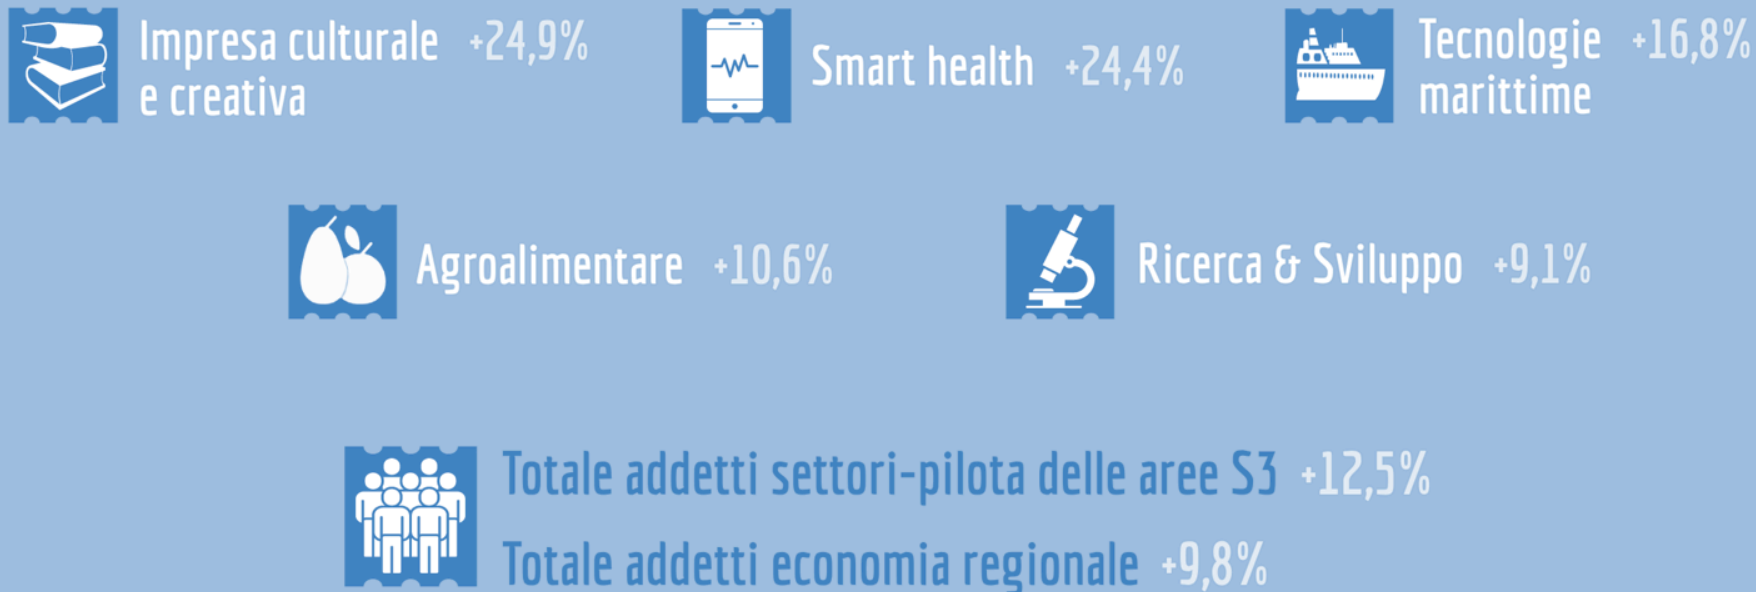 Impresa culturale +24,9%
e creativa
Smart health +24,4%
Tecnologie +16,8%
marittime
Agroalimentare +10,6%
Ricerca & Sviluppo +9,1%
Totale addetti settori-pilota delle aree S3 +12,5%
Totale addetti economia regionale +9,8%